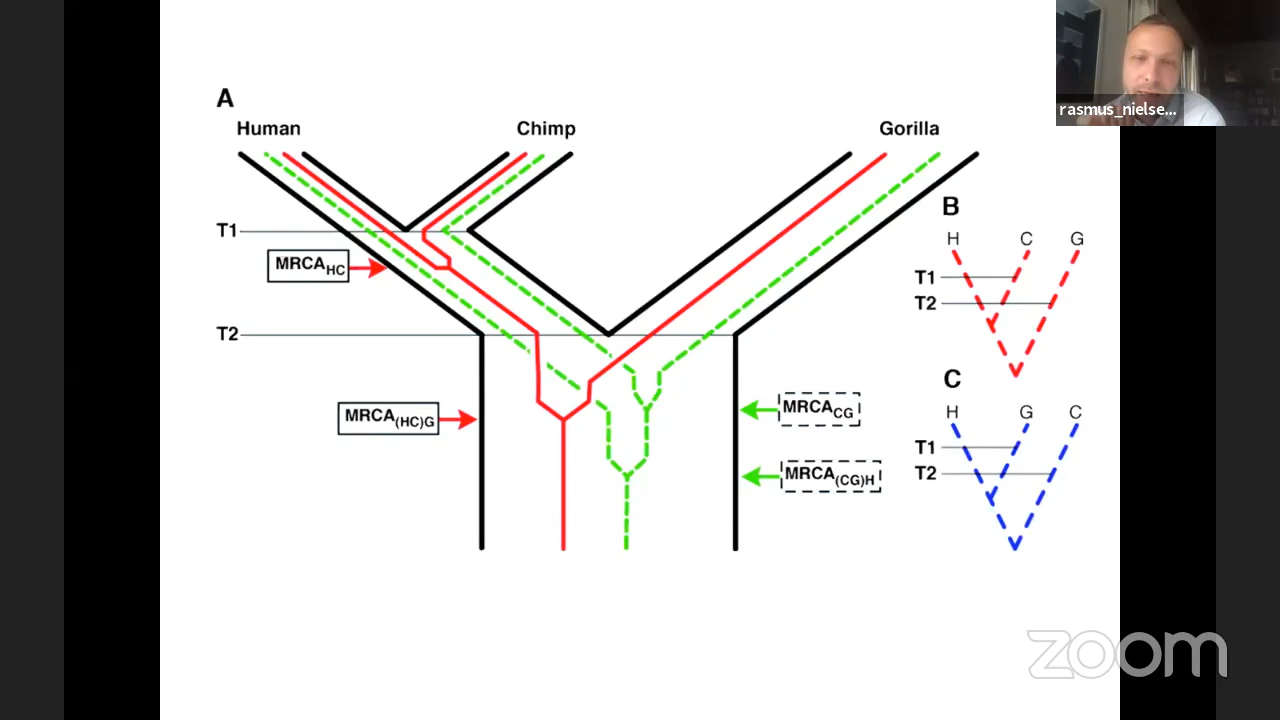 A
Human
Chimp
Gorilla
T1
MRCAHC
T2
MRCA(HC)G
MRCACG
MRCA(CG)H
B
H C G
T1
T2
C
H G C
T1
T2
rasmus_nielse...
zoom